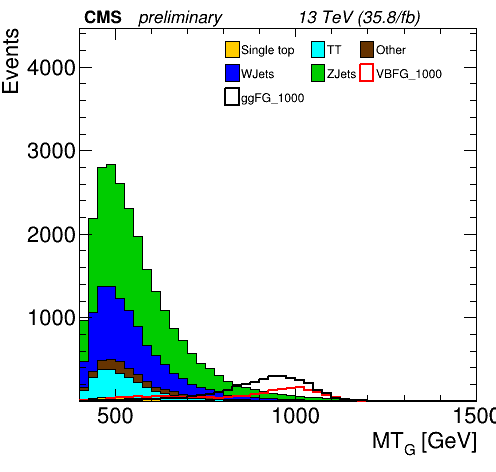 CMS preliminary 13 TeV (35.8/fb)
Events
Single top TT Other
WJets ZJets VBFG_1000
ggFG_1000
4000
3000
2000
1000
500 1000 1500
MT_G [GeV]